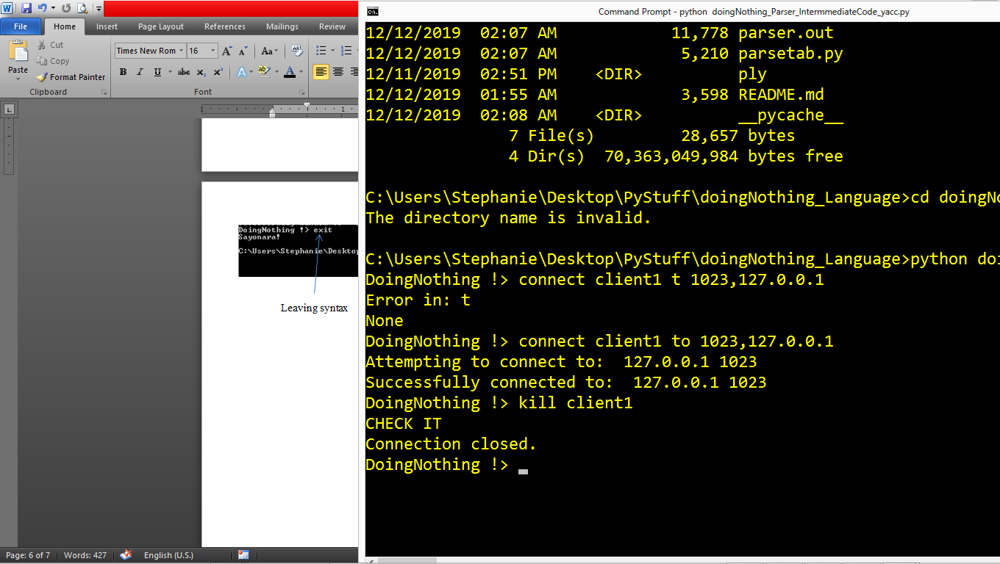 File Home Insert Page Layout References Mailings Review
Paste
Cut
Copy
Format Painter
Clipboard
Times New Rom 16
Font
DoingNothing !> exit
Sayonara!
C:\Users\Stephanie\Deskto
Leaving syntax
Page: 6 of 7 Words: 427 English (U.S.)
Command Prompt - python doingNothing_Parser_IntermmediateCode_yacc.py
12/12/2019 02:07 AM 11,778 parser.out
12/12/2019 02:07 AM 5,210 parsetab.py
12/11/2019 02:51 PM <DIR> ply
12/12/2019 01:55 AM 3,598 README.md
12/12/2019 02:08 AM <DIR> __pycache__
7 File(s) 28,657 bytes
4 Dir(s) 70,363,049,984 bytes free
C:\Users\Stephanie\Desktop\PyStuff\doingNothing_Language>cd doingNo
The directory name is invalid.
C:\Users\Stephanie\Desktop\PyStuff\doingNothing_Language>python doi
DoingNothing !> connect client1 t 1023,127.0.0.1
Error in: t
None
DoingNothing !> connect client1 to 1023,127.0.0.1
Attempting to connect to: 127.0.0.1 1023
Successfully connected to: 127.0.0.1 1023
DoingNothing !> kill client1
CHECK IT
Connection closed.
DoingNothing !>